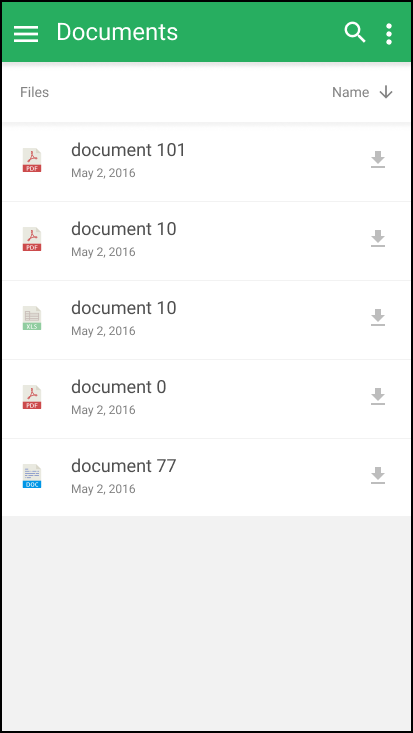 Documents
Files
Name
document 101
May 2, 2016
PDF
document 10
May 2, 2016
PDF
document 10
May 2, 2016
XLS
document 0
May 2, 2016
PDF
document 77
May 2, 2016
DOC